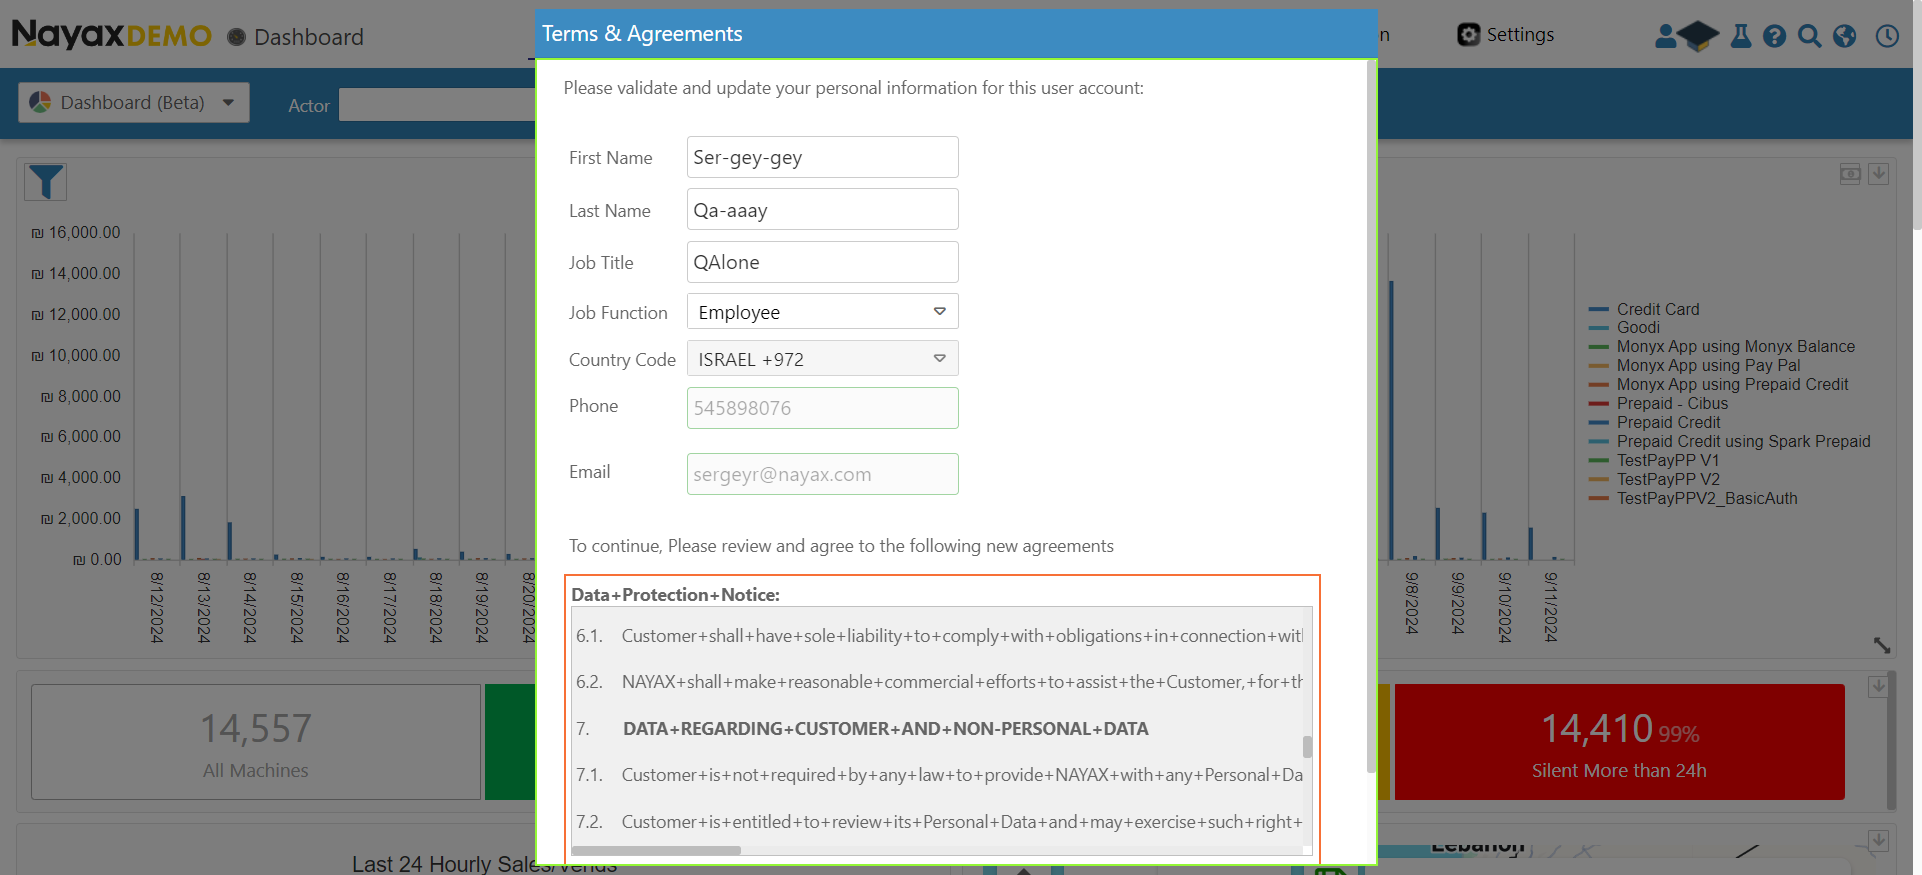 NayaxDEMO
Dashboard
Settings
Dashboard (Beta)
Actor
Terms & Agreements
Please validate and update your personal information for this user account:
First Name
Ser-gey-gey
Last Name
Qa-aaay
Job Title
QAlone
Job Function
Employee
Country Code
ISRAEL +972
Phone
545898076
Email
sergeyr@nayax.com
To continue, Please review and agree to the following new agreements
Data+Protection+Notice:
6.1. Customer+shall+have+sole+liability+to+comply+with+obligations+in+connection+with
6.2. NAYAX+shall+make+reasonable+commercial+efforts+to+assist+the+Customer,+for+th
7. DATA+REGARDING+CUSTOMER+AND+NON-PERSONAL+DATA
7.1. Customer+is+not+required+by+any+law+to+provide+NAYAX+with+any+Personal+Da
7.2. Customer+is+entitled+to+review+its+Personal+Data+and+may+exercise+such+right+
₪ 16,000.00
₪ 14,000.00
₪ 12,000.00
₪ 10,000.00
₪ 8,000.00
₪ 6,000.00
₪ 4,000.00
₪ 2,000.00
₪ 0.00
8/12/2024
8/13/2024
8/14/2024
8/15/2024
8/16/2024
8/17/2024
8/18/2024
8/19/2024
8/20/2024
9/8/2024
9/9/2024
9/10/2024
9/11/2024
Credit Card
Goodi
Monyx App using Monyx Balance
Monyx App using Pay Pal
Monyx App using Prepaid Credit
Prepaid - Cibus
Prepaid Credit
Prepaid Credit using Spark Prepaid
TestPayPP V1
TestPayPP V2
TestPayPPV2_BasicAuth
14,557
All Machines
14,410 99%
Silent More than 24h
Last 24 Hourly Sales/Vends
Lebanon